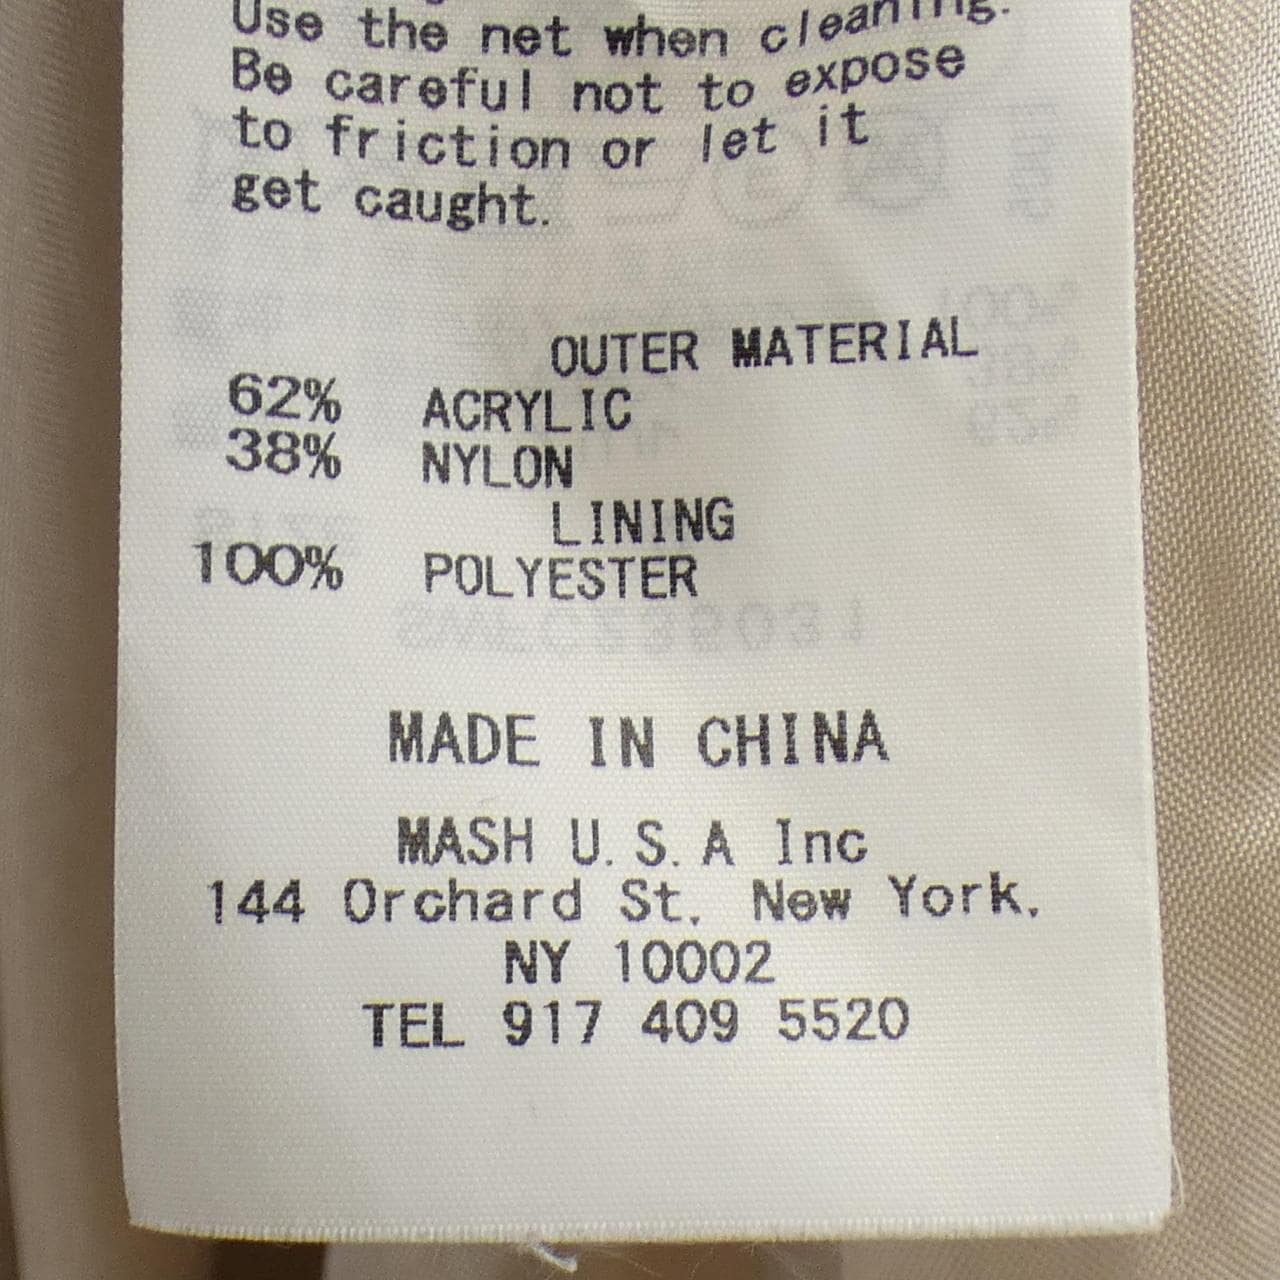 Use the net when cleaning.
Be careful not to expose
to friction or let it
get caught.
OUTER MATERIAL
62% ACRYLIC
38% NYLON
LINING
100% POLYESTER
MADE IN CHINA
MASH U.S.A Inc
144 Orchard St. New York.
NY 10002
TEL 917 409 5520